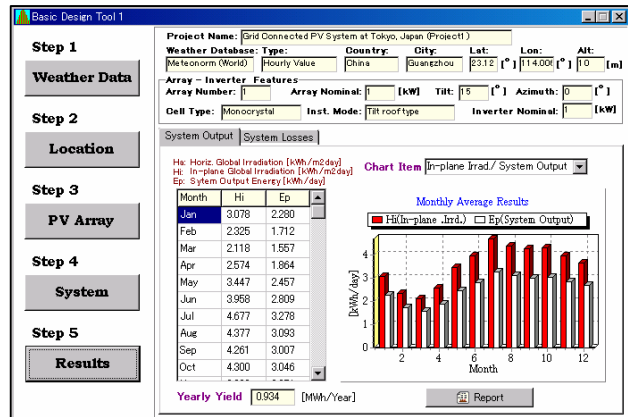 Basic Design Tool 1
Step 1
Weather Data
Step 2
Location
Step 3
PV Array
Step 4
System
Step 5
Results
Project Name: Grid Connected PV System at Tokyo, Japan (Project1)
Weather Database: Type: Country: City: Lat: Lon: Alt:
Meteonorm (World) Hourly Value China Guangzhou 23.12 [°] 114.00 [°] 10 [m]
Array - Inverter Features
Array Number: 1 Array Nominal: 1 [kW] Tilt: 15 [°] Azimuth: 0 [°]
Cell Type: Monocrystal Inst. Mode: Tilt roof type Inverter Nominal: 1 [kW]
System Output System Losses
Ha: Horiz. Global Irradiation [kWh/m2day]
Hi: In-plane Global Irradiation [kWh/m2day]
Ep: Sytem Output Energy [kWh/day]
Chart Item In-plane Irrad./ System Output
Month Hi Ep
Jan 3.078 2.280
Feb 2.325 1.712
Mar 2.118 1.557
Apr 2.574 1.864
May 3.447 2.457
Jun 3.958 2.809
Jul 4.677 3.278
Aug 4.377 3.093
Sep 4.261 3.007
Oct 4.300 3.046
Monthly Average Results
Hi(In-plane .Irrd.) Ep(System Output)
[kWh/day]
4
3
2
1
0
2 4 6 8 10 12
Month
Yearly Yield 0.934 [MWh/Year]
Report